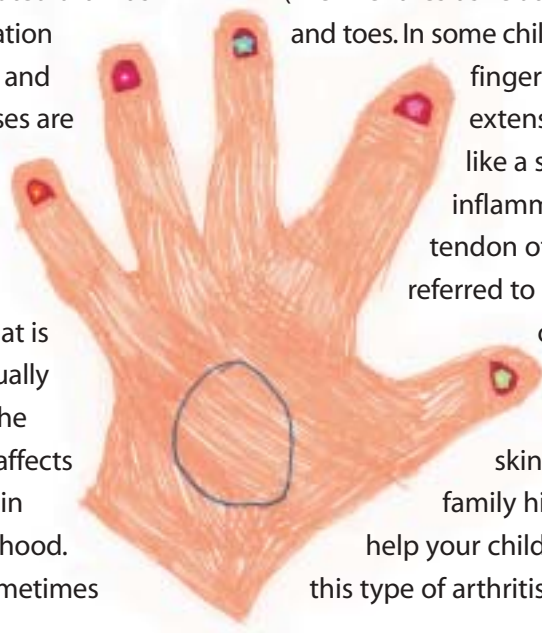 ation
and
ses are
at is
ually
he
affects
in
hood.
metimes
and toes. In some chil
finger
extens
like a s
inflamm
tendon o
referred to
skin
family hi
help your child
this type of arthritis